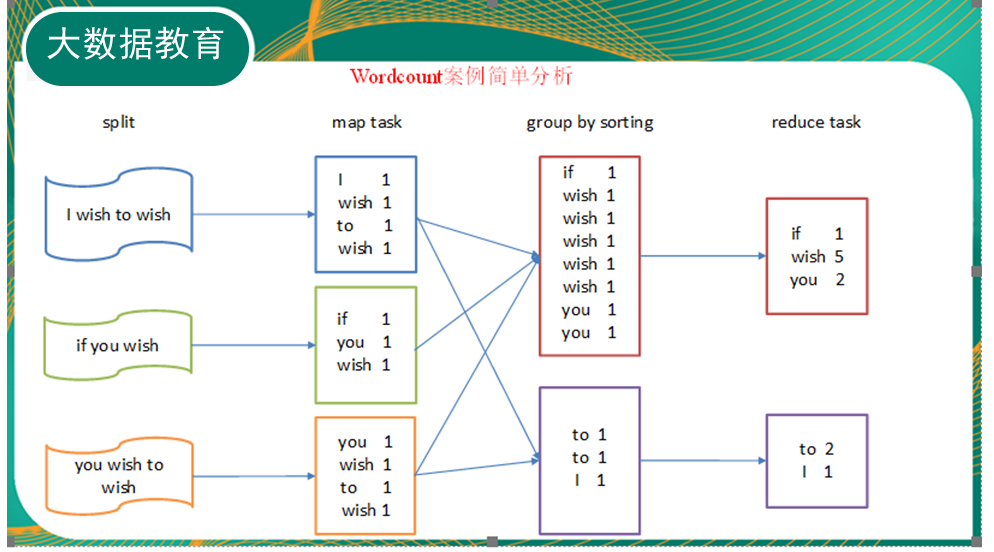 大数据教育
Wordcount案例简单分析
split
map task
group by sorting
reduce task
I wish to wish
I 1
wish 1
to 1
wish 1
if you wish
if 1
you 1
wish 1
you wish to
wish
you 1
wish 1
to 1
wish 1
if 1
wish 1
wish 1
wish 1
wish 1
wish 1
you 1
you 1
to 1
to 1
I 1
if 1
wish 5
you 2
to 2
I 1